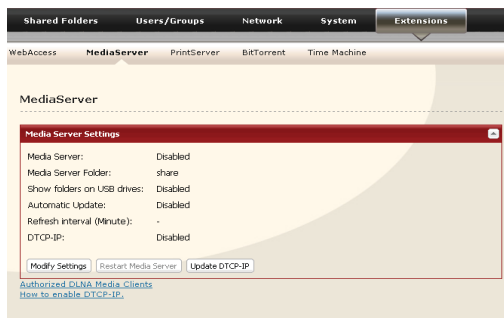 Shared Folders Users/Groups Network System Extensions
WebAccess MediaServer PrintServer BitTorrent Time Machine
MediaServer
Media Server Settings
Media Server: Disabled
Media Server Folder: share
Show folders on USB drives: Disabled
Automatic Update: Disabled
Refresh interval (Minute): -
DTCP-IP: Disabled
Modify Settings Restart Media Server Update DTCP-IP
Authorized DLNA Media Clients
How to enable DTCP-IP.